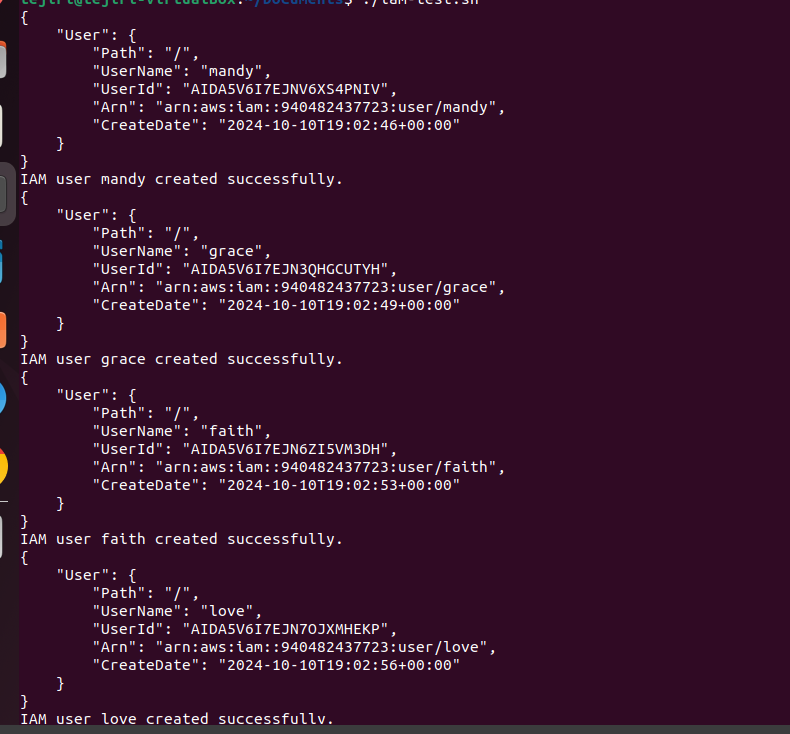 tejiri@tejiri-VirtualBox:~/Documents$ ./iam-test.sh
{
    "User": {
        "Path": "/",
        "UserName": "mandy",
        "UserId": "AIDA5V6I7EJNV6XS4PNIV",
        "Arn": "arn:aws:iam::940482437723:user/mandy",
        "CreateDate": "2024-10-10T19:02:46+00:00"
    }
}
IAM user mandy created successfully.
{
    "User": {
        "Path": "/",
        "UserName": "grace",
        "UserId": "AIDA5V6I7EJN3QHGCUTYH",
        "Arn": "arn:aws:iam::940482437723:user/grace",
        "CreateDate": "2024-10-10T19:02:49+00:00"
    }
}
IAM user grace created successfully.
{
    "User": {
        "Path": "/",
        "UserName": "faith",
        "UserId": "AIDA5V6I7EJN6ZI5VM3DH",
        "Arn": "arn:aws:iam::940482437723:user/faith",
        "CreateDate": "2024-10-10T19:02:53+00:00"
    }
}
IAM user faith created successfully.
{
    "User": {
        "Path": "/",
        "UserName": "love",
        "UserId": "AIDA5V6I7EJN7OJXMHEKP",
        "Arn": "arn:aws:iam::940482437723:user/love",
        "CreateDate": "2024-10-10T19:02:56+00:00"
    }
}
IAM user love created successfully.